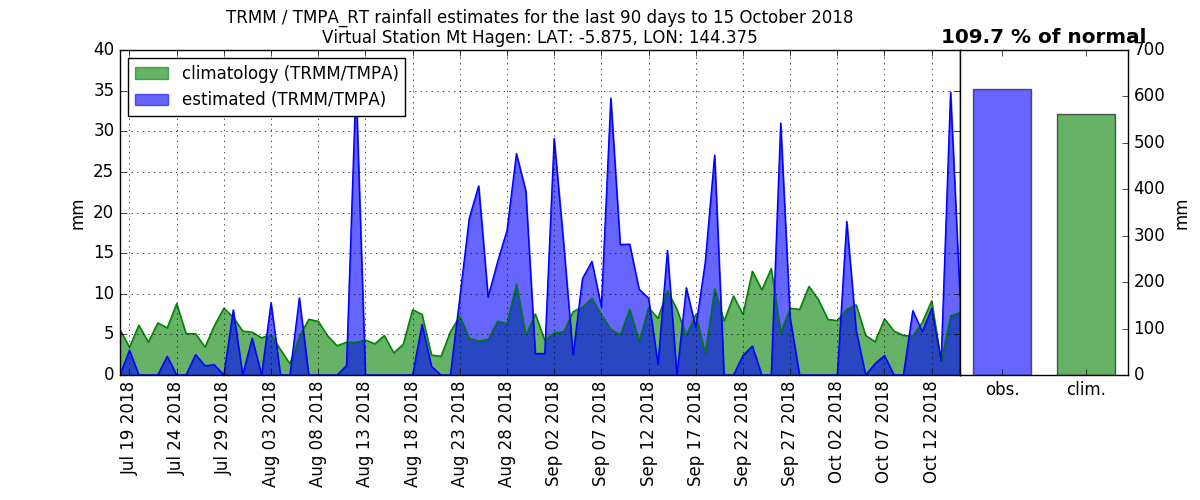 TRMM / TMPA_RT rainfall estimates for the last 90 days to 15 October 2018
Virtual Station Mt Hagen: LAT: -5.875, LON: 144.375
109.7 % of normal
climatology (TRMM/TMPA)
estimated (TRMM/TMPA)
mm
40
35
30
25
20
15
10
5
0
Jul 19 2018
Jul 24 2018
Jul 29 2018
Aug 03 2018
Aug 08 2018
Aug 13 2018
Aug 18 2018
Aug 23 2018
Aug 28 2018
Sep 02 2018
Sep 07 2018
Sep 12 2018
Sep 17 2018
Sep 22 2018
Sep 27 2018
Oct 02 2018
Oct 07 2018
Oct 12 2018
obs.
clim.
700
600
500
400
300
200
100
0
mm